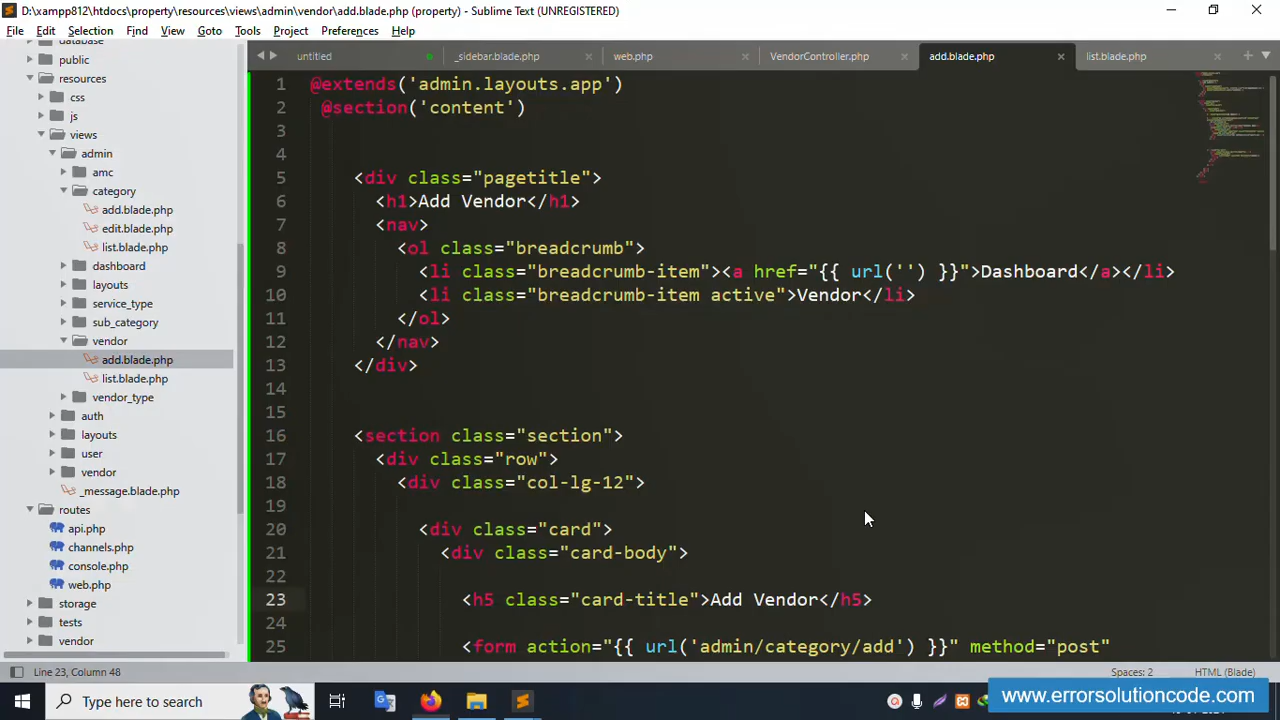 D:\xampp812\htdocs\property\resources\views\admin\vendor\add.blade.php (property) - Sublime Text (UNREGISTERED)
File Edit Selection Find View Goto Tools Project Preferences Help
untitled _sidebar.blade.php web.php VendorController.php add.blade.php list.blade.php
public
resources
css
js
views
admin
amc
category
add.blade.php
edit.blade.php
list.blade.php
dashboard
layouts
service_type
sub_category
vendor
add.blade.php
list.blade.php
vendor_type
auth
layouts
user
vendor
_message.blade.php
routes
api.php
channels.php
console.php
web.php
storage
tests
vendor
1 @extends('admin.layouts.app')
2 @section('content')
3
4
5 <div class="pagetitle">
6 <h1>Add Vendor</h1>
7 <nav>
8 <ol class="breadcrumb">
9 <li class="breadcrumb-item"><a href="{{ url('') }}">Dashboard</a></li>
10 <li class="breadcrumb-item active">Vendor</li>
11 </ol>
12 </nav>
13 </div>
14
15
16 <section class="section">
17 <div class="row">
18 <div class="col-lg-12">
19
20 <div class="card">
21 <div class="card-body">
22
23 <h5 class="card-title">Add Vendor</h5>
24
25 <form action="{{ url('admin/category/add') }}" method="post"
Line 23, Column 48
Spaces: 2
HTML (Blade)
Type here to search
www.errorsolutioncode.com